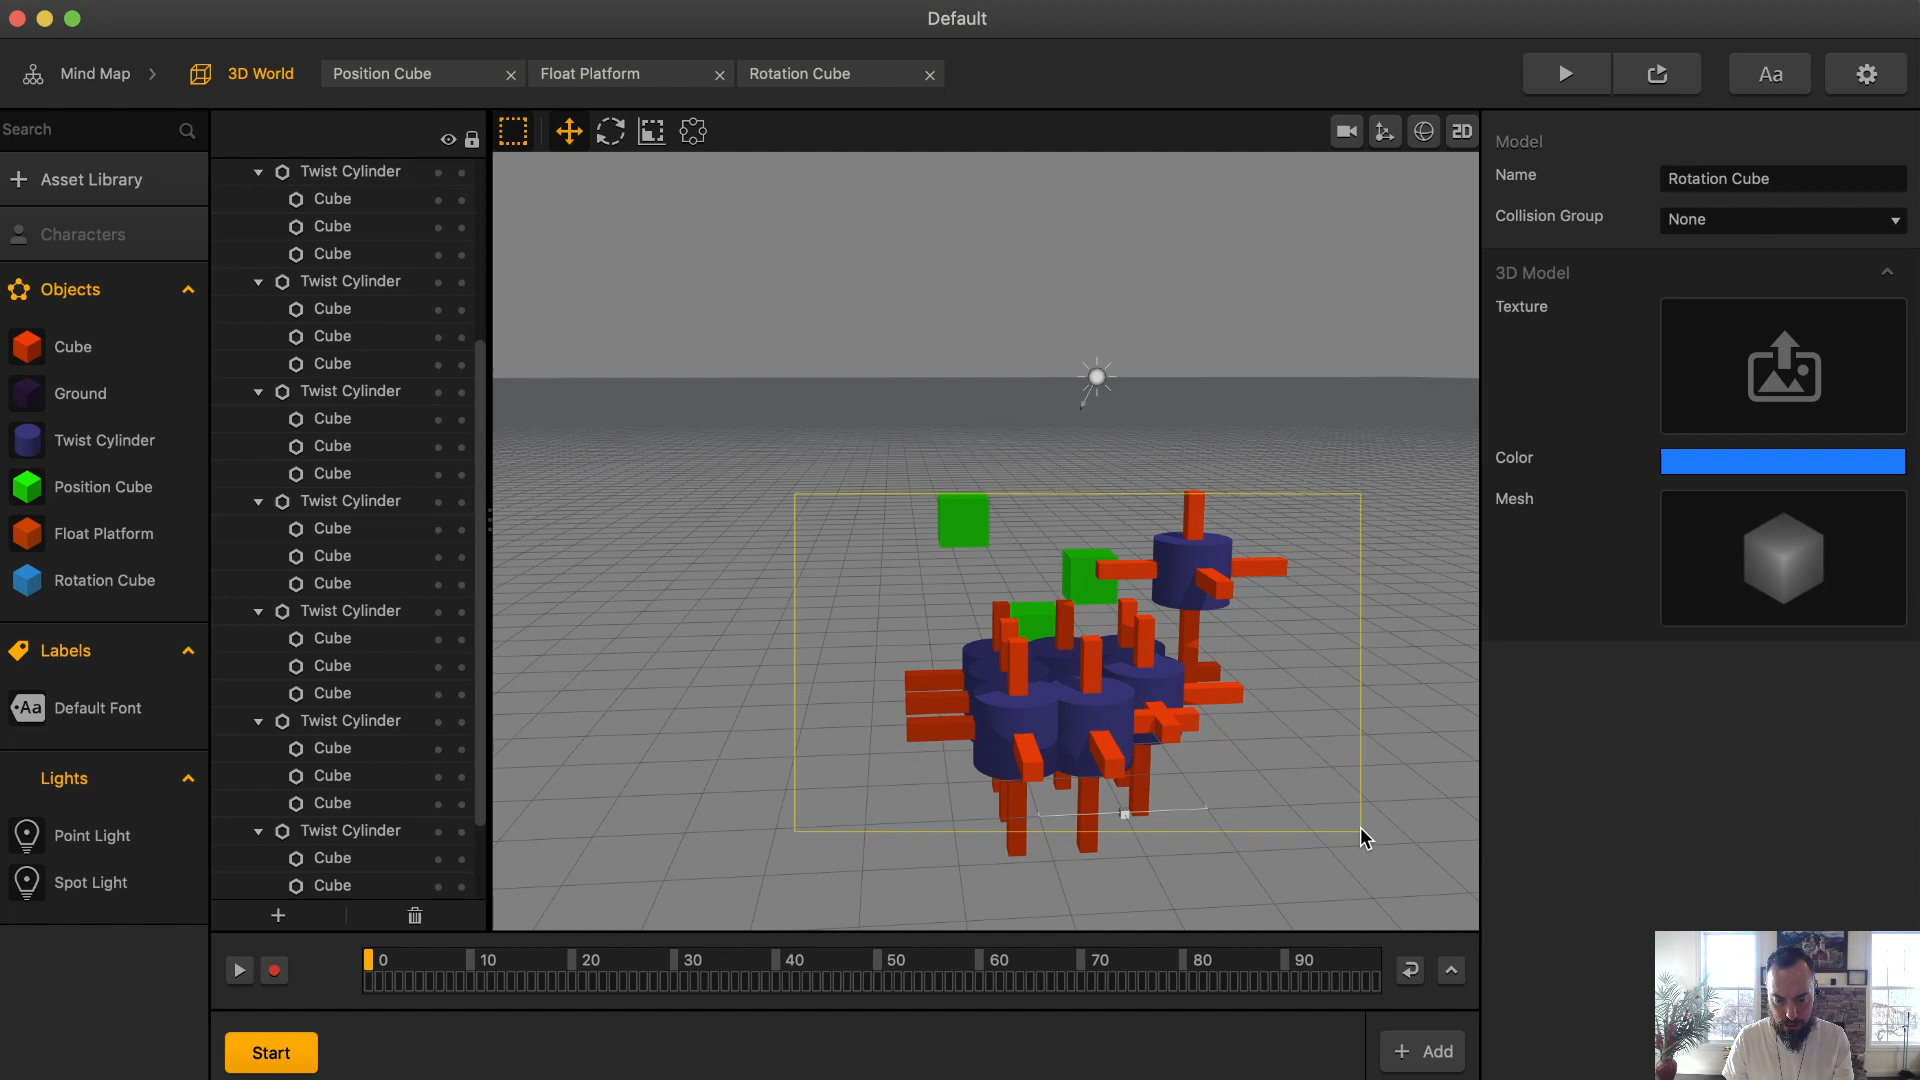 Default
Mind Map
3D World
Position Cube
Float Platform
Rotation Cube
Aa
Search
Asset Library
Characters
Objects
Cube
Ground
Twist Cylinder
Position Cube
Float Platform
Rotation Cube
Labels
Aa
Default Font
Lights
Point Light
Spot Light
Twist Cylinder
Cube
Cube
Cube
Twist Cylinder
Cube
Cube
Cube
Twist Cylinder
Cube
Cube
Cube
Twist Cylinder
Cube
Cube
Cube
Twist Cylinder
Cube
Cube
Cube
Twist Cylinder
Cube
Cube
Cube
Twist Cylinder
Cube
Cube
2D
Model
Name
Rotation Cube
Collision Group
None
3D Model
Texture
Color
Mesh
0 10 20 30 40 50 60 70 80 90
Start
+ Add